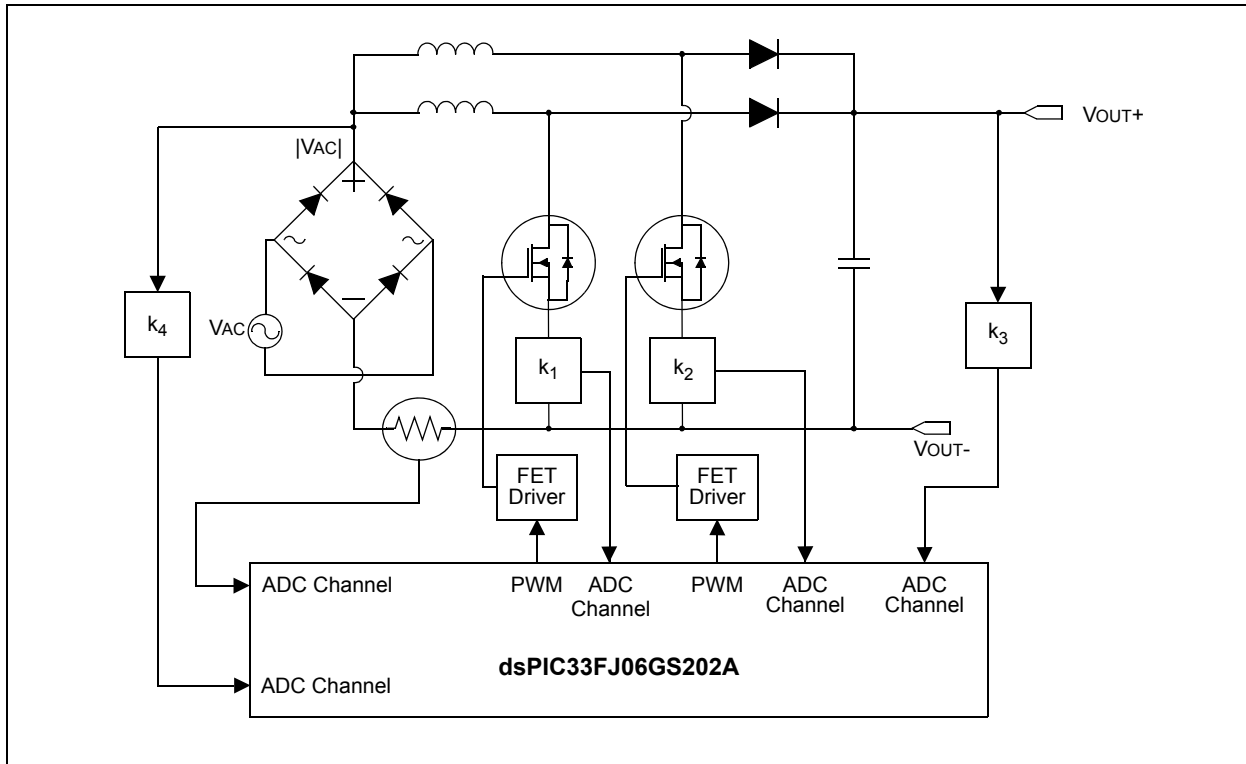 VOUT+
|VAC|
+
k4
VAC
−
k1
k2
k3
VOUT-
FET
Driver
FET
Driver
ADC Channel
PWM
ADC
Channel
PWM
ADC
Channel
ADC
Channel
dsPIC33FJ06GS202A
ADC Channel